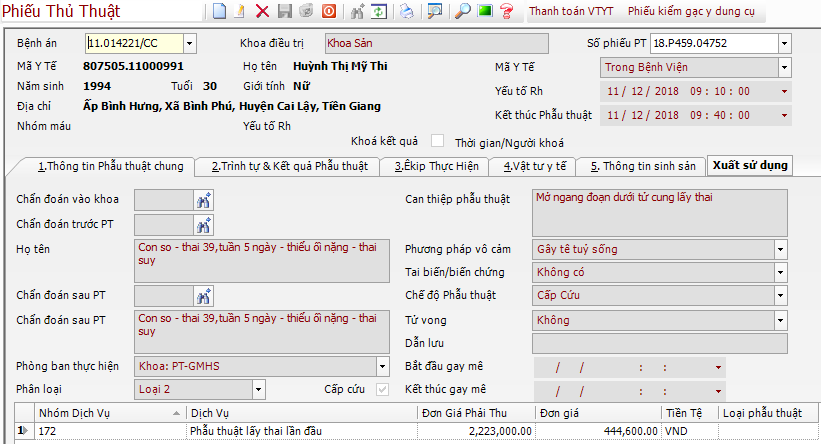 Phiếu Thủ Thuật
Thanh toán VTYT Phiếu kiểm gạc y dung cụ
Bệnh án 11.014221/CC Khoa điều trị Khoa Sản Số phiếu PT 18.P459.04752
Mã Y Tế 807505.11000991 Họ tên Huỳnh Thị Mỹ Thi Mã Y Tế Trong Bệnh Viện
Năm sinh 1994 Tuổi 30 Giới tính Nữ Yếu tố Rh 11 / 12 / 2018 09 : 10 : 00
Địa chỉ Ấp Bình Hưng, Xã Bình Phú, Huyện Cai Lậy, Tiền Giang Kết thúc Phẫu thuật 11 / 12 / 2018 09 : 40 : 00
Nhóm máu Yếu tố Rh
Khoá kết quả Thời gian/Người khoá
1.Thông tin Phẫu thuật chung 2.Trình tự & Kết quả Phẫu thuật 3.Êkip Thực Hiện 4.Vật tư y tế 5. Thông tin sinh sản Xuất sử dụng
Chẩn đoán vào khoa Can thiệp phẫu thuật Mở ngang đoạn dưới tử cung lấy thai
Chẩn đoán trước PT
Họ tên Con so - thai 39,tuần 5 ngày - thiếu ối nặng - thai suy Phương pháp vô cảm Gây tê tuỷ sống
Tai biến/biến chứng Không có
Chẩn đoán sau PT Chế độ Phẫu thuật Cấp Cứu
Chẩn đoán sau PT Con so - thai 39,tuần 5 ngày - thiếu ối nặng - thai suy Tử vong Không
Dẫn lưu
Phòng ban thực hiện Khoa: PT-GMHS Bắt đầu gay mê / / : :
Phân loại Loại 2 Cấp cứu Kết thúc gay mê / / : :
Nhóm Dịch Vụ Dịch Vụ Đơn Giá Phải Thu Đơn giá Tiền Tệ Loại phẫu thuật
1 172 Phẫu thuật lấy thai lần đầu 2,223,000.00 444,600.00 VND